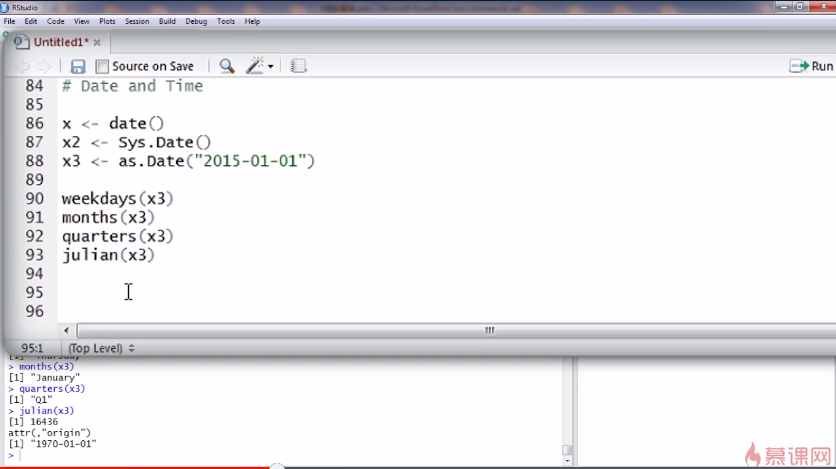 RStudio
File Edit Code View Plots Session Build Debug Tools Help
Untitled1*
Source on Save
Run
84 # Date and Time
85
86 x <- date()
87 x2 <- Sys.Date()
88 x3 <- as.Date("2015-01-01")
89
90 weekdays(x3)
91 months(x3)
92 quarters(x3)
93 julian(x3)
94
95
96
95:1 (Top Level)
[1] "Thursday"
> months(x3)
[1] "January"
> quarters(x3)
[1] "Q1"
> julian(x3)
[1] 16436
attr(,"origin")
[1] "1970-01-01"
>
慕课网